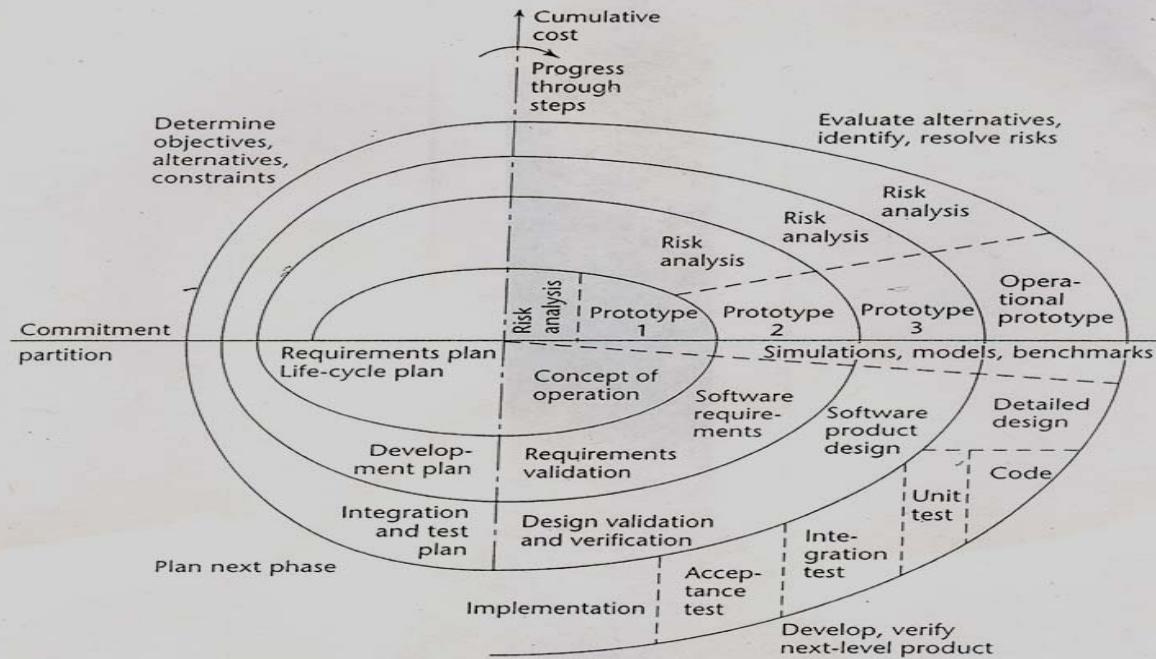 Cumulative
cost
Progress
through
steps
Determine
objectives,
alternatives,
constraints
Evaluate alternatives,
identify, resolve risks
Risk
analysis
Risk
analysis
Risk
analysis
Risk
analysis
Prototype
1
Prototype
2
Prototype
3
Opera-
tional
prototype
Commitment
partition
Requirements plan
Life-cycle plan
Simulations, models, benchmarks
Concept of
operation
Software
require-
ments
Software
product
design
Detailed
design
Develop-
ment plan
Requirements
validation
Code
Unit
test
Integration
and test
plan
Design validation
and verification
Inte-
gration
test
Plan next phase
Accep-
tance
test
Implementation
Develop, verify
next-level product